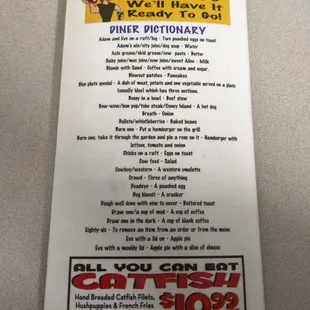 We'll Have It
Ready To Go!
DINER DICTIONARY
Adam and Eve on a raft/log - Two poached eggs on toast
Adam's ale/city juice/dog soup - Water
Axle grease/skid grease/cow paste - Butter
Baby juice/moo juice/cow juice/sweet Alice - Milk
Blonde with Sand - Coffee with cream and sugar.
Blowout patches - Pancakes
Blue plate special - A dish of meat, potato and one vegetable served on a plate
(usually blue) which has three sections.
Bossy in a bowl - Beef stew
Bow-wow/bun pup/tube steak/Coney Island - A hot dog
Breath - Onion
Bullets/whistleberries - Baked beans
Burn one - Put a hamburger on the grill
Burn one, take it through the garden and pin a rose on it - Hamburger with
lettuce, tomato and onion
Chicks on a raft - Eggs on toast
Cow feed - Salad
Cowboy/western - A western omelette
Crowd - Three of anything
Deadeye - A poached egg
Dog biscuit - A cracker
Dough well done with cow to cover - Buttered toast
Draw one/a cup of mud - A cup of coffee
Draw one in the dark - A cup of black coffee
Eighty-six - To remove an item from an order or from the menu
Eve with a lid on - Apple pie
Eve with a mouldy lid - Apple pie with a slice of cheese
ALL YOU CAN EAT
CATFISH
Hand Breaded Catfish Filets,
Hushpuppies & French Fries
$10.99